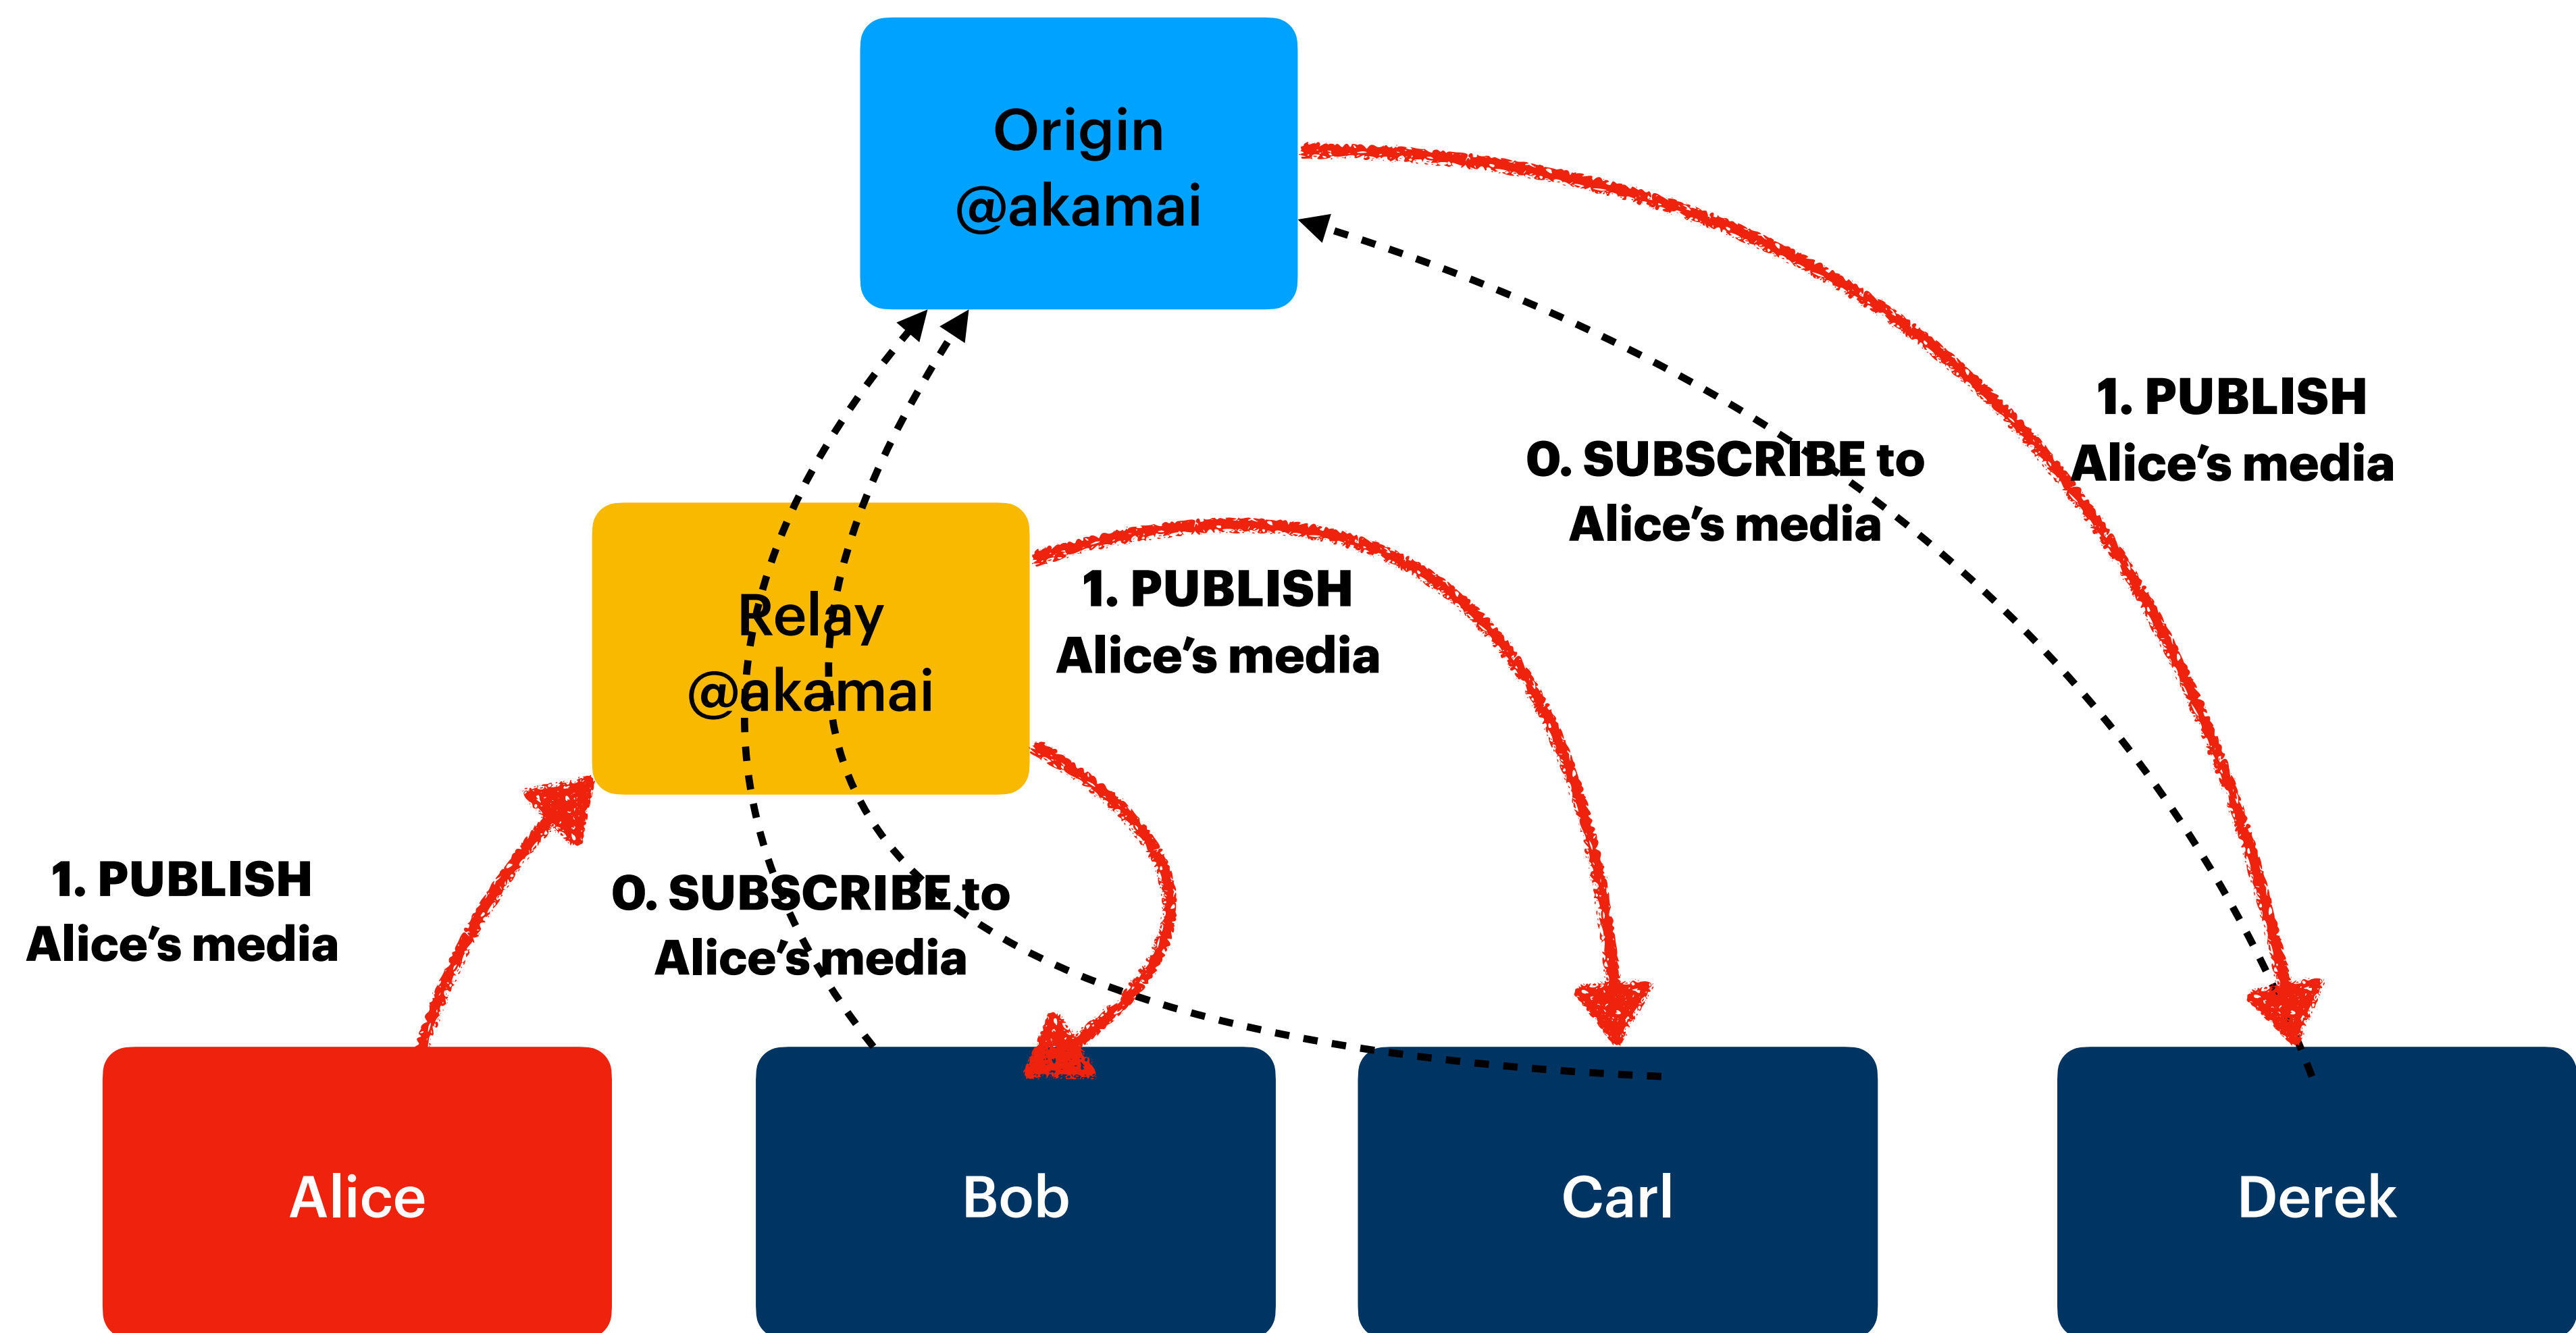 Origin
@akamai
1. PUBLISH
Alice’s media
0. SUBSCRIBE to
Alice’s media
Relay
@akamai
1. PUBLISH
Alice’s media
1. PUBLISH
Alice’s media
0. SUBSCRIBE to
Alice’s media
Alice
Bob
Carl
Derek